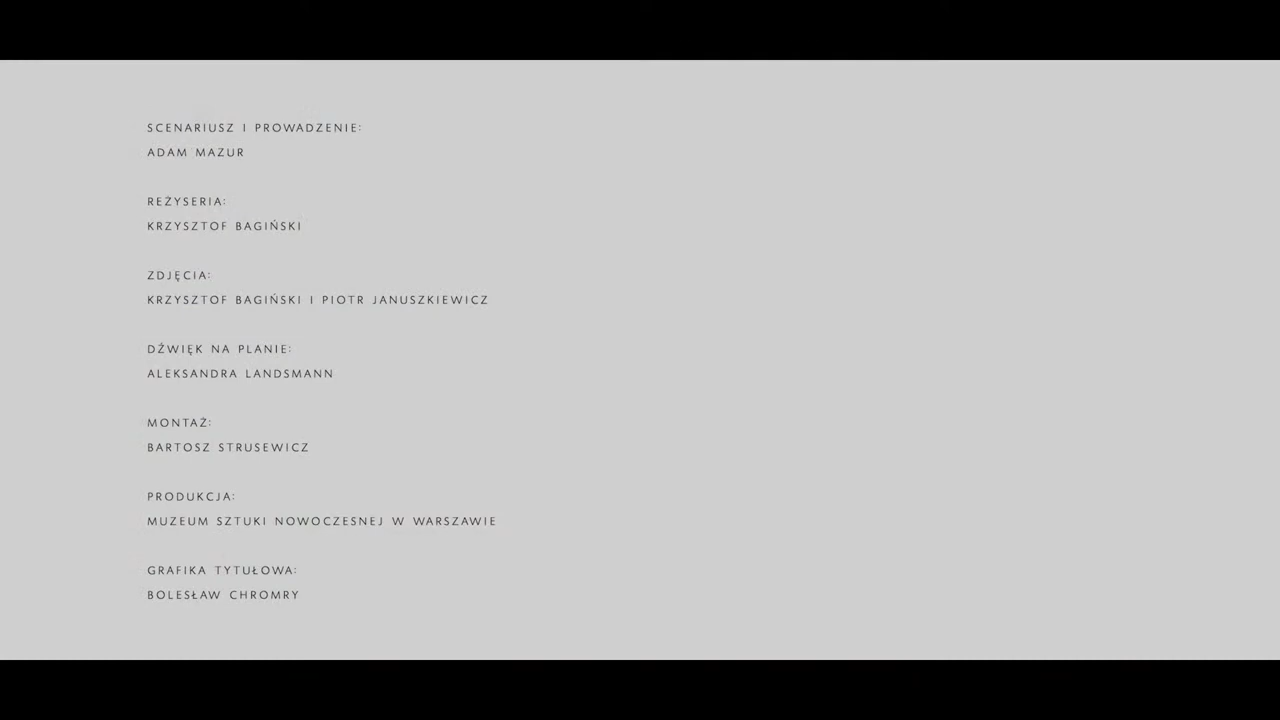 SCENARIUSZ I PROWADZENIE:
ADAM MAZUR
REŻYSERIA:
KRZYSZTOF BAGIŃSKI
ZDJĘCIA:
KRZYSZTOF BAGIŃSKI I PIOTR JANUSZKIEWICZ
DŹWIĘK NA PLANIE:
ALEKSANDRA LANDSMANN
MONTAŻ:
BARTOSZ STRUSEWICZ
PRODUKCJA:
MUZEUM SZTUKI NOWOCZESNEJ W WARSZAWIE
GRAFIKA TYTUŁOWA:
BOLESŁAW CHROMRY